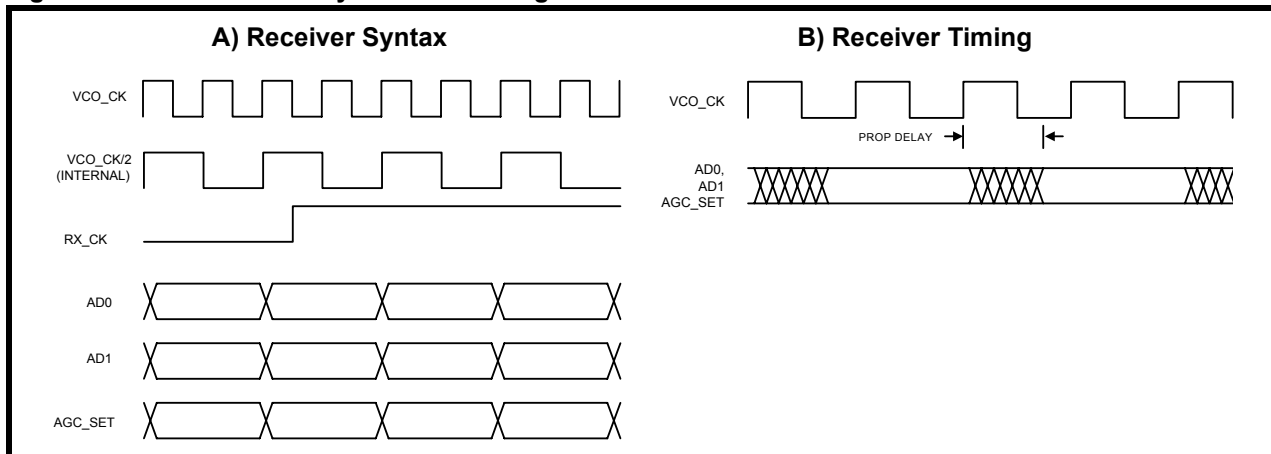 A) Receiver Syntax
VCO_CK
VCO_CK/2
(INTERNAL)
RX_CK
AD0
AD1
AGC_SET
B) Receiver Timing
VCO_CK
PROP DELAY
AD0,
AD1
AGC_SET